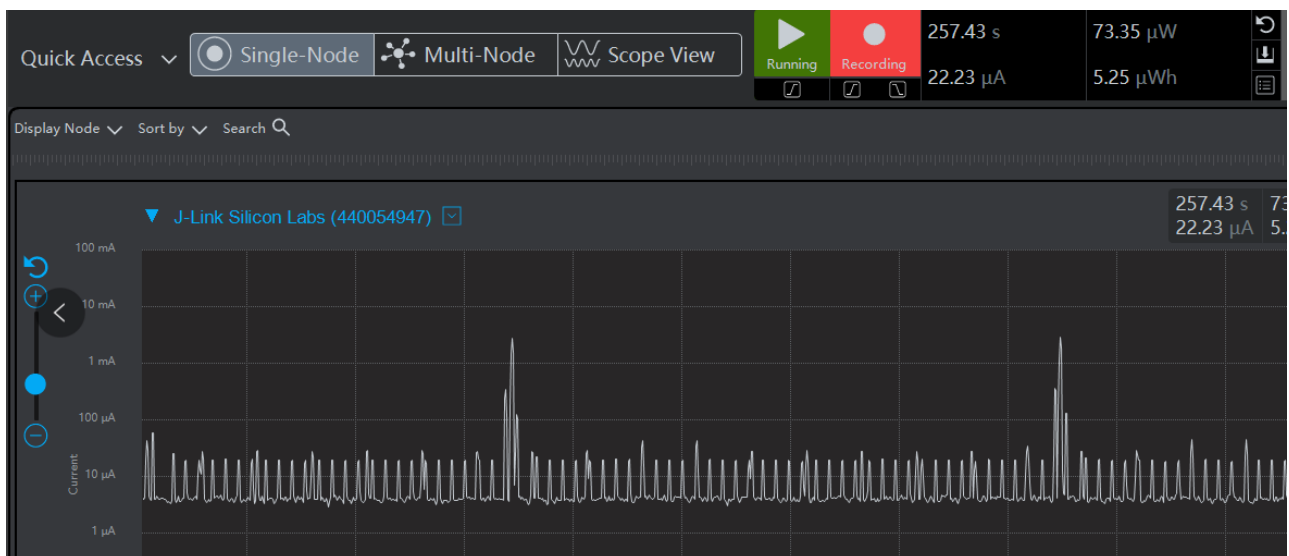 Quick Access Single-Node Multi-Node Scope View
Running Recording
257.43 s 73.35 µW
22.23 µA 5.25 µWh
Display Node Sort by Search
J-Link Silicon Labs (440054947)
257.43 s 73
22.23 µA 5.
100 mA
10 mA
1 mA
100 µA
10 µA
1 µA
Current